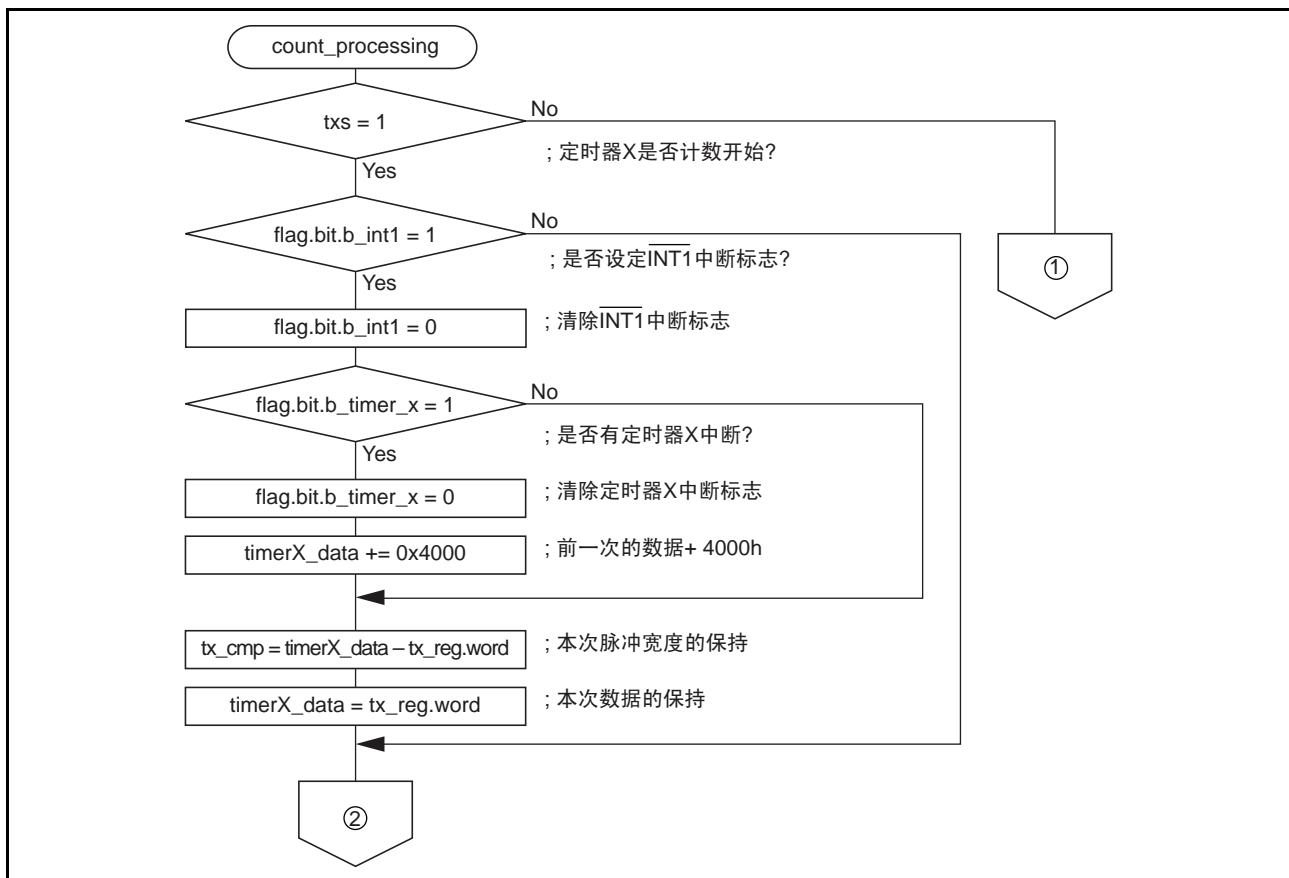 count_processing
txs = 1
No
; 定时器X是否计数开始?
Yes
flag.bit.b_int1 = 1
No
; 是否设定INT1中断标志?
①
Yes
flag.bit.b_int1 = 0
; 清除INT1中断标志
flag.bit.b_timer_x = 1
No
; 是否有定时器X中断?
Yes
flag.bit.b_timer_x = 0
; 清除定时器X中断标志
timerX_data += 0x4000
; 前一次的数据+ 4000h
tx_cmp = timerX_data – tx_reg.word
; 本次脉冲宽度的保持
timerX_data = tx_reg.word
; 本次数据的保持
②